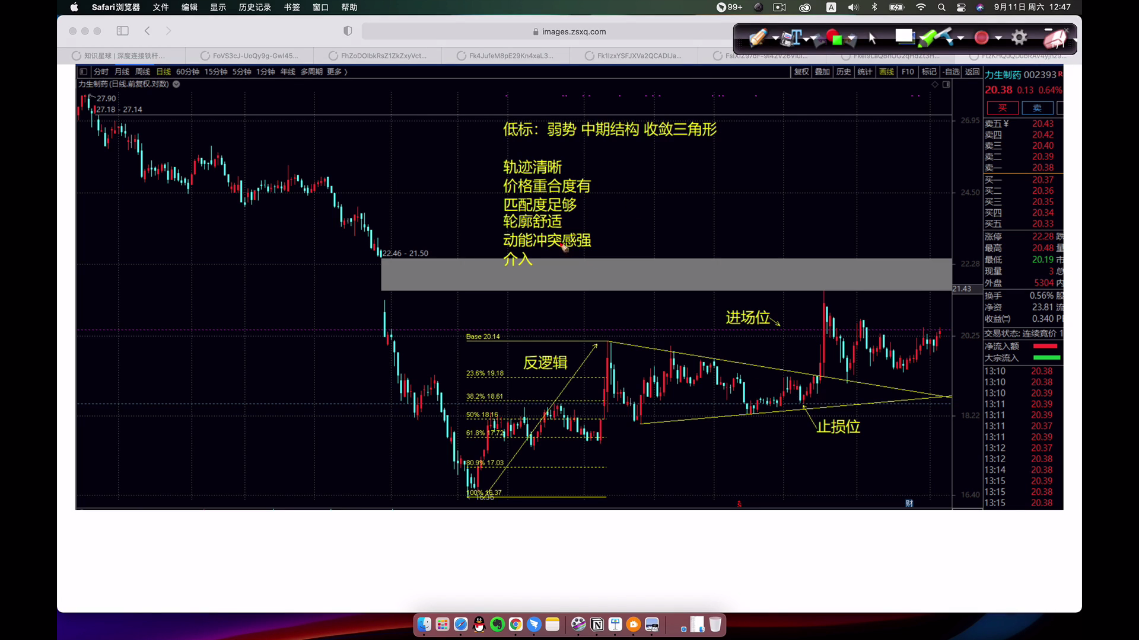 Safari浏览器 文件 编辑 显示 历史记录 书签 窗口 帮助
99+
A
9月11日 周六 12:47
images.zsxq.com
知识星球 | 深度连接铁杆...
分时 月线 周线 日线 60分钟 15分钟 5分钟 1分钟 年线 多周期 更多 〉
复权 叠加 历史 统计 画线 F10 标记 -自选 返回
力生制药 002393 R
力生制药(日线,前复权,对数)
20.38 0.13 0.64%
买 卖
27.90
27.18 - 27.14
低标：弱势 中期结构 收敛三角形
轨迹清晰
价格重合度有
匹配度足够
轮廓舒适
动能冲突感强
介入
22.46 - 21.50
进场位
反逻辑
止损位
Base 20.14
23.6% 19.18
38.2% 18.61
50% 18.16
61.8% 17.72
80.9% 17.03
26.95
24.50
22.28
21.43
20.25
18.22
16.40
财
卖五 20.43
卖四 20.42
卖三 20.40
卖二 20.39
卖一 20.38
买一 20.37
买二 20.36
买三 20.35
买四 20.34
买五 20.33
涨停 22.28 跌
最高 20.48 量
最低 20.19 市
现量 3 总
外盘 5304 内
换手 0.56% 股
净资 23.81 流
收益(一) 0.340 P
交易状态: 连续竞价
净流入额
大宗流入
13:10 20.38
13:10 20.38
13:10 20.39
13:11 20.39
13:11 20.38
13:11 20.37
13:11 20.39
13:12 20.37
13:12 20.38
13:14 20.38
13:15 20.39
13:15 20.38
13:15 20.38